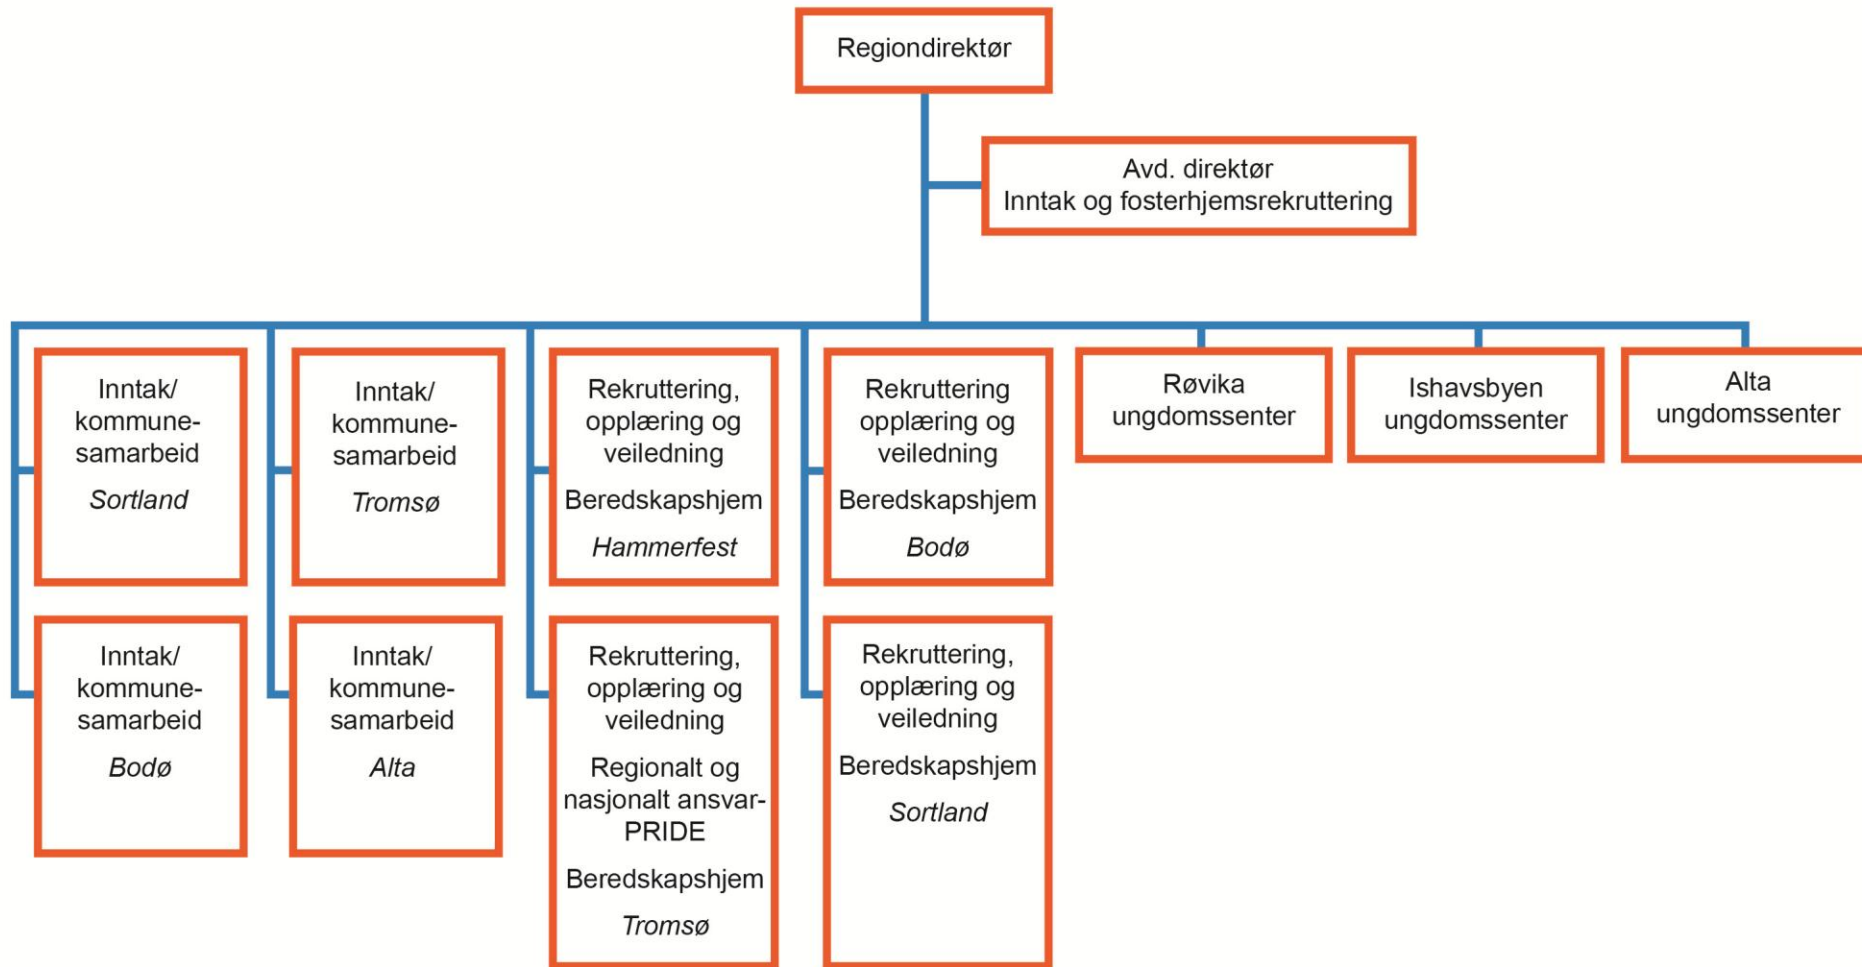 Regiondirektør
Avd. direktør
Inntak og fosterhjemsrekruttering
Inntak/
kommune-
samarbeid
Sortland
Inntak/
kommune-
samarbeid
Tromsø
Rekruttering,
opplæring og
veiledning
Beredskapshjem
Hammerfest
Rekruttering
opplæring og
veiledning
Beredskapshjem
Bodø
Røvika
ungdomssenter
Ishavsbyen
ungdomssenter
Alta
ungdomssenter
Inntak/
kommune-
samarbeid
Bodø
Inntak/
kommune-
samarbeid
Alta
Rekruttering,
opplæring og
veiledning
Regionalt og
nasjonalt ansvar-
PRIDE
Beredskapshjem
Tromsø
Rekruttering,
opplæring og
veiledning
Beredskapshjem
Sortland